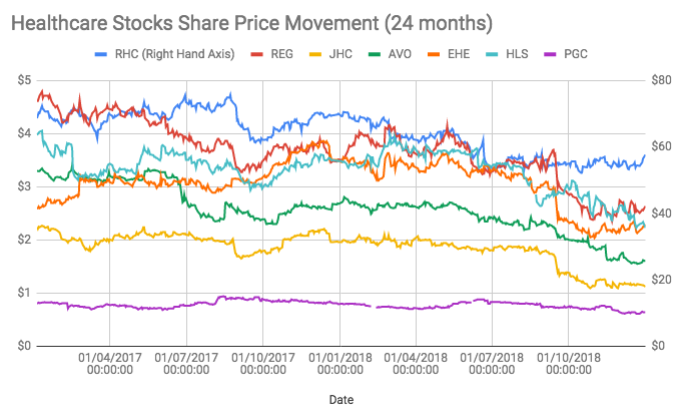 Healthcare Stocks Share Price Movement (24 months)
RHC (Right Hand Axis) REG JHC AVO EHE HLS PGC
$5 $80
$4 $60
$3
$40
$2
$20
$1
$0 $0
01/04/2017 01/07/2017 01/10/2017 01/01/2018 01/04/2018 01/07/2018 01/10/2018
00:00:00 00:00:00 00:00:00 00:00:00 00:00:00 00:00:00 00:00:00
Date